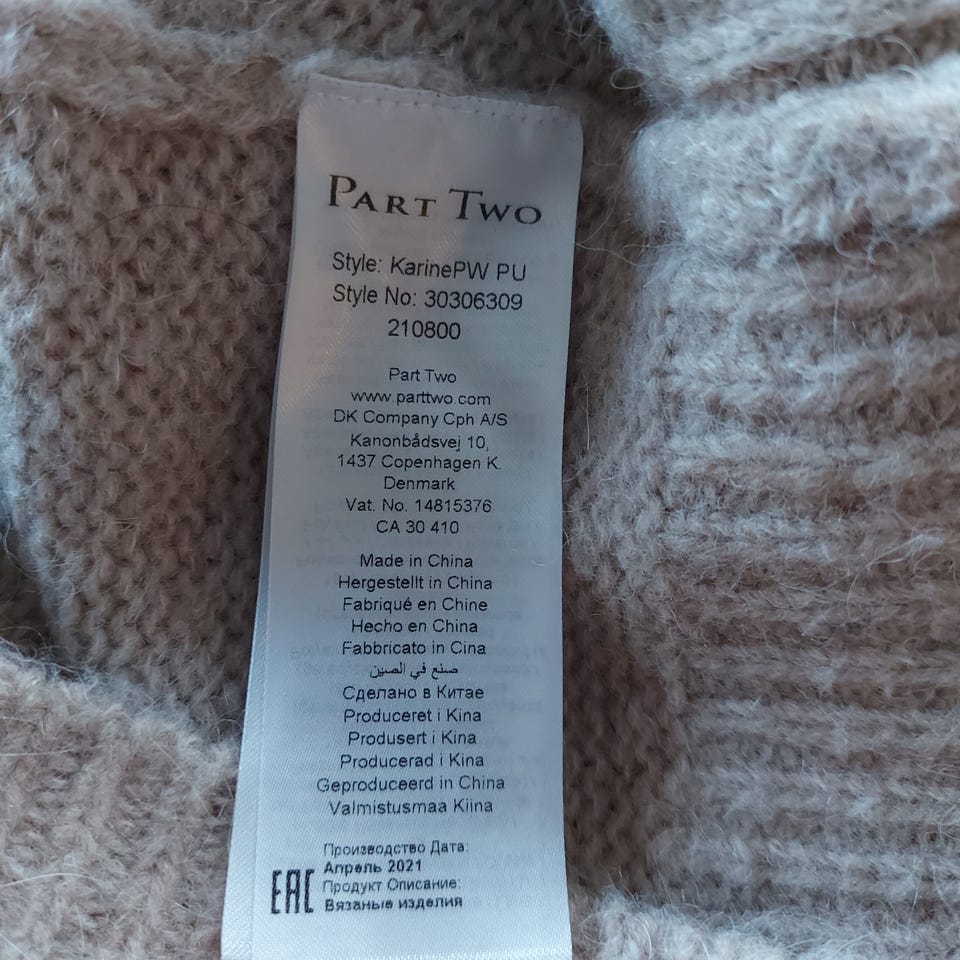 PART TWO
Style: KarinePW PU
Style No: 30306309
210800
Part Two
www.parttwo.com
DK Company Cph A/S
Kanonbådsvej 10,
1437 Copenhagen K.
Denmark
Vat. No. 14815376
CA 30 410
Made in China
Hergestellt in China
Fabriqué en Chine
Hecho en China
Fabbricato in Cina
صنع في الصين
Сделано в Китае
Produceret i Kina
Produsert i Kina
Producerad i Kina
Geproduceerd in China
Valmistusmaa Kiina
Производство Дата:
Апрель 2021
EAC
Продукт Описание:
Вязаные изделия